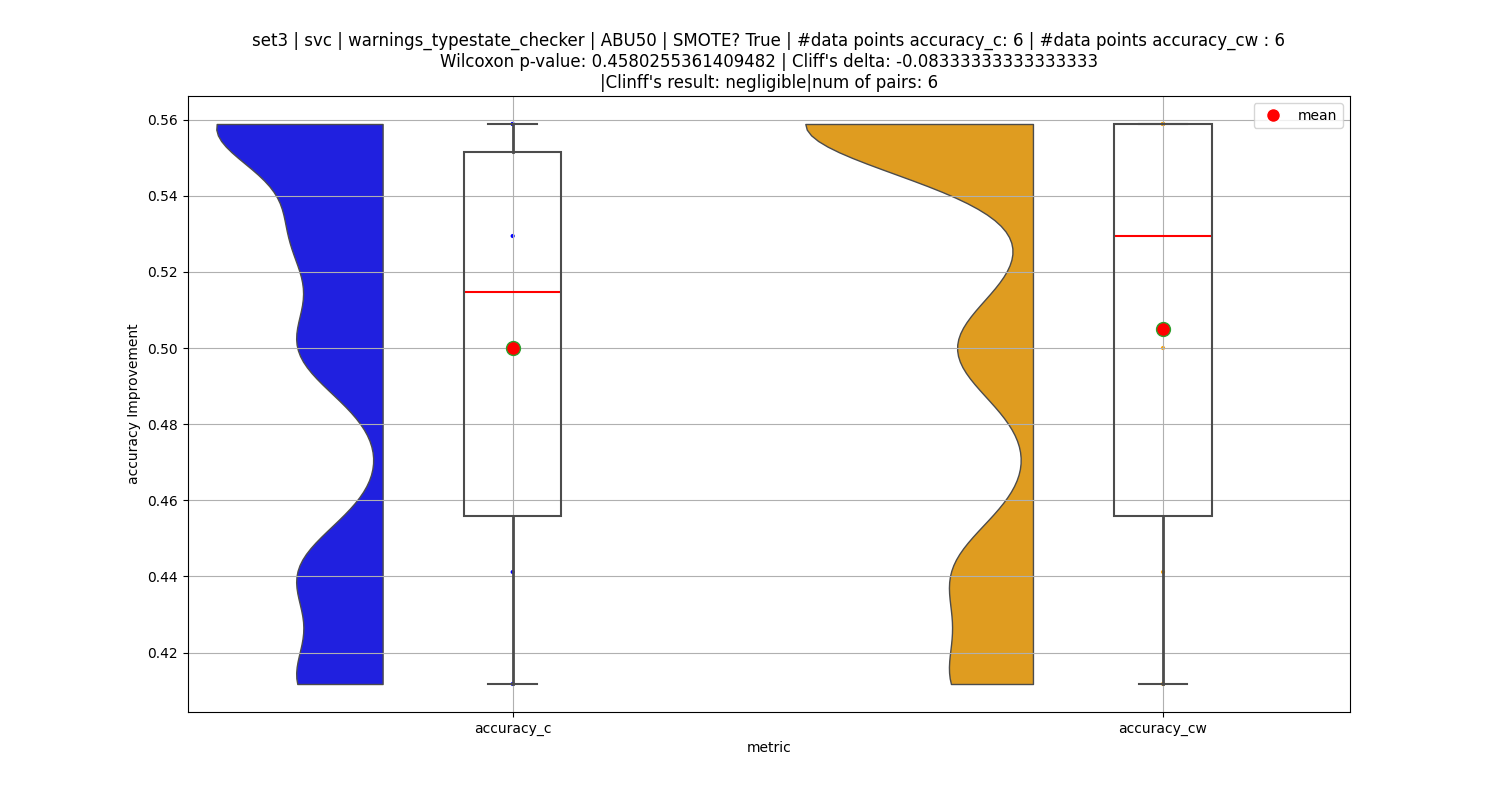 set3 | svc | warnings_typestate_checker | ABU50 | SMOTE? True | #data points accuracy_c: 6 | #data points accuracy_cw : 6
Wilcoxon p-value: 0.4580255361409482 | Cliff's delta: -0.08333333333333333
|Clinff's result: negligible|num of pairs: 6
mean
0.56
0.54
0.52
0.50
0.48
0.46
0.44
0.42
accuracy Improvement
accuracy_c
accuracy_cw
metric